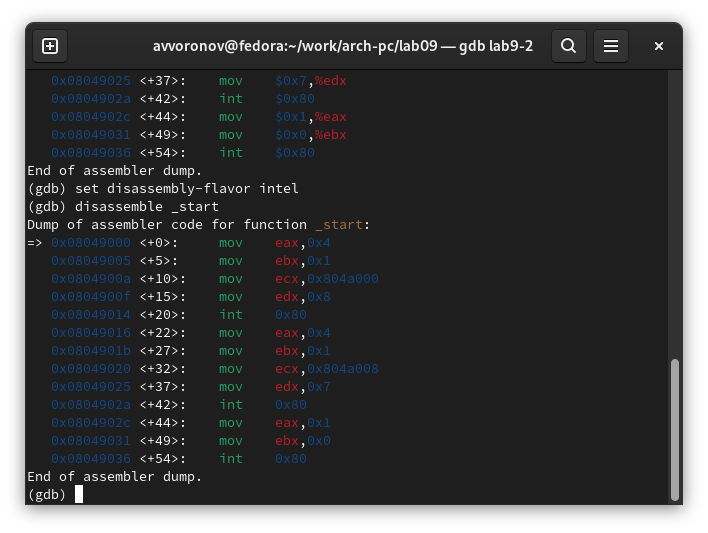 avvoronov@fedora:~/work/arch-pc/lab09 — gdb lab9-2
0x08049025 <+37>: mov $0x7,%edx
0x0804902a <+42>: int $0x80
0x0804902c <+44>: mov $0x1,%eax
0x08049031 <+49>: mov $0x0,%ebx
0x08049036 <+54>: int $0x80
End of assembler dump.
(gdb) set disassembly-flavor intel
(gdb) disassemble _start
Dump of assembler code for function _start:
=> 0x08049000 <+0>: mov eax,0x4
0x08049005 <+5>: mov ebx,0x1
0x0804900a <+10>: mov ecx,0x804a000
0x0804900f <+15>: mov edx,0x8
0x08049014 <+20>: int 0x80
0x08049016 <+22>: mov eax,0x4
0x0804901b <+27>: mov ebx,0x1
0x08049020 <+32>: mov ecx,0x804a008
0x08049025 <+37>: mov edx,0x7
0x0804902a <+42>: int 0x80
0x0804902c <+44>: mov eax,0x1
0x08049031 <+49>: mov ebx,0x0
0x08049036 <+54>: int 0x80
End of assembler dump.
(gdb)